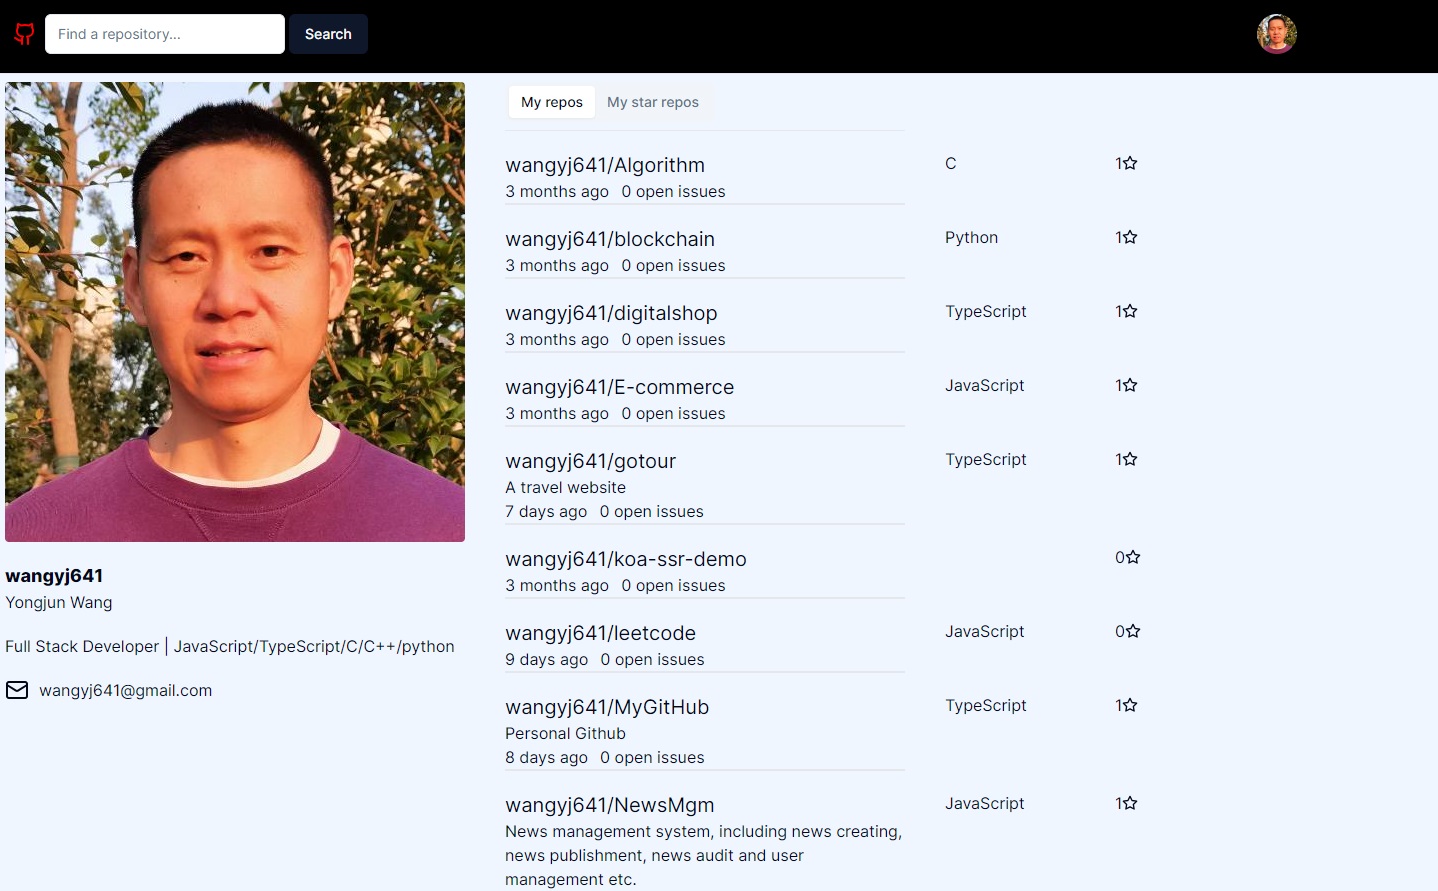 Find a repository...
Search
My repos
My star repos
wangyj641/Algorithm
C
1
3 months ago 0 open issues
wangyj641/blockchain
Python
1
3 months ago 0 open issues
wangyj641/digitalshop
TypeScript
1
3 months ago 0 open issues
wangyj641/E-commerce
JavaScript
1
3 months ago 0 open issues
wangyj641/gotour
TypeScript
1
A travel website
7 days ago 0 open issues
wangyj641/koa-ssr-demo
0
3 months ago 0 open issues
wangyj641/leetcode
JavaScript
0
9 days ago 0 open issues
wangyj641/MyGitHub
TypeScript
1
Personal Github
8 days ago 0 open issues
wangyj641/NewsMgm
JavaScript
1
News management system, including news creating,
news publishment, news audit and user
management etc.
wangyj641
Yongjun Wang
Full Stack Developer | JavaScript/TypeScript/C/C++/python
wangyj641@gmail.com